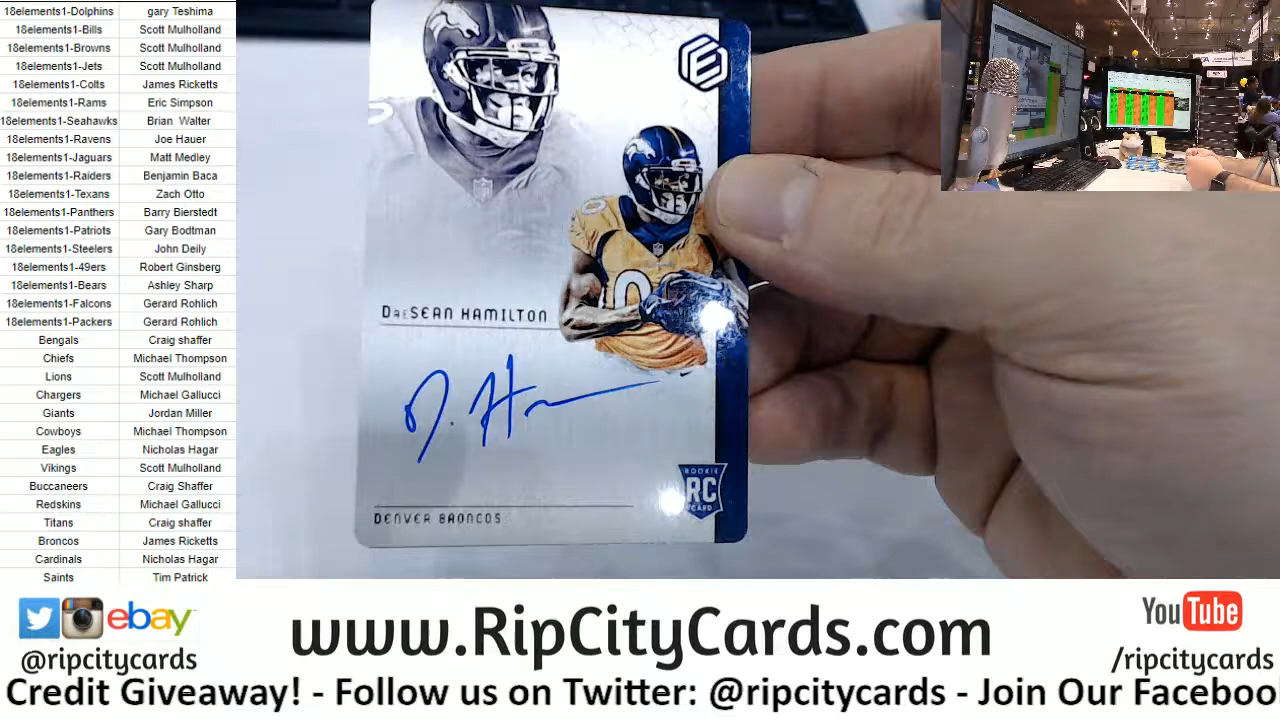 18elements1-Dolphins gary Teshima
18elements1-Bills Scott Mulholland
18elements1-Browns Scott Mulholland
18elements1-Jets Scott Mulholland
18elements1-Colts James Ricketts
18elements1-Rams Eric Simpson
18elements1-Seahawks Brian Walter
18elements1-Ravens Joe Hauer
18elements1-Jaguars Matt Medley
18elements1-Raiders Benjamin Baca
18elements1-Texans Zach Otto
18elements1-Panthers Barry Bierstedt
18elements1-Patriots Gary Bodtman
18elements1-Steelers John Deily
18elements1-49ers Robert Ginsberg
18elements1-Bears Ashley Sharp
18elements1-Falcons Gerard Rohlich
18elements1-Packers Gerard Rohlich
Bengals Craig shaffer
Chiefs Michael Thompson
Lions Scott Mulholland
Chargers Michael Gallucci
Giants Jordan Miller
Cowboys Michael Thompson
Eagles Nicholas Hagar
Vikings Scott Mulholland
Buccaneers Craig Shaffer
Redskins Michael Gallucci
Titans Craig shaffer
Broncos James Ricketts
Cardinals Nicholas Hagar
Saints Tim Patrick
E
80
DaeSEAN HAMILTON
D. H
ROOKIE
RC
CARD
DENVER BRONCOS
ebay
@ripcitycards
www.RipCityCards.com
YouTube
/ripcitycards
Credit Giveaway! - Follow us on Twitter: @ripcitycards - Join Our Faceboo